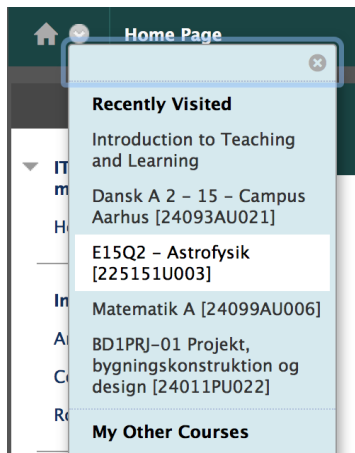 Home Page
Recently Visited
Introduction to Teaching
and Learning
Dansk A 2 - 15 - Campus
Aarhus [24093AU021]
E15Q2 - Astrofysik
[225151U003]
Matematik A [24099AU006]
BD1PRJ-01 Projekt,
bygningskonstruktion og
design [24011PU022]
My Other Courses